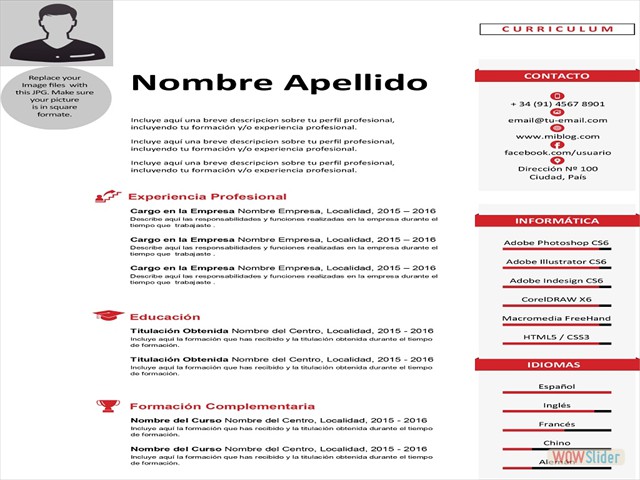 Replace your
Image files with
this JPG. Make sure
your picture
is in square
formate.
Nombre Apellido
Incluye aquí una breve descripcion sobre tu perfil profesional,
incluyendo tu formación y/o experiencia profesional.
Incluye aquí una breve descripcion sobre tu perfil profesional,
incluyendo tu formación y/o experiencia profesional.
Incluye aquí una breve descripcion sobre tu perfil profesional,
incluyendo tu formación y/o experiencia profesional.
Experiencia Profesional
Cargo en la Empresa Nombre Empresa, Localidad, 2015 – 2016
Describe aquí las responsabilidades y funciones realizadas en la empresa durante el
tiempo que trabajaste .
Cargo en la Empresa Nombre Empresa, Localidad, 2015 – 2016
Describe aquí las responsabilidades y funciones realizadas en la empresa durante el
tiempo que trabajaste .
Cargo en la Empresa Nombre Empresa, Localidad, 2015 – 2016
Describe aquí las responsabilidades y funciones realizadas en la empresa durante el
tiempo que trabajaste .
Educación
Titulación Obtenida Nombre del Centro, Localidad, 2015 - 2016
Incluye aquí la formación que has recibido y la titulación obtenida durante el tiempo
de formación.
Titulación Obtenida Nombre del Centro, Localidad, 2015 - 2016
Incluye aquí la formación que has recibido y la titulación obtenida durante el tiempo
de formación.
Formación Complementaria
Nombre del Curso Nombre del Centro, Localidad, 2015 - 2016
Incluye aquí la formación que has recibido y la titulación obtenida durante el tiempo
de formación.
Nombre del Curso Nombre del Centro, Localidad, 2015 - 2016
Incluye aquí la formación que has recibido y la titulación obtenida durante el tiempo
de formación.
CURRICULUM
CONTACTO
+ 34 (91) 4567 8901
email@tu-email.com
www.miblog.com
facebook.com/usuario
Dirección Nº 100
Ciudad, País
INFORMÁTICA
Adobe Photoshop CS6
Adobe Illustrator CS6
Adobe Indesign CS6
CorelDRAW X6
Macromedia FreeHand
HTML5 / CSS3
IDIOMAS
Español
Inglés
Francés
Chino
Alemán
WOWSlider